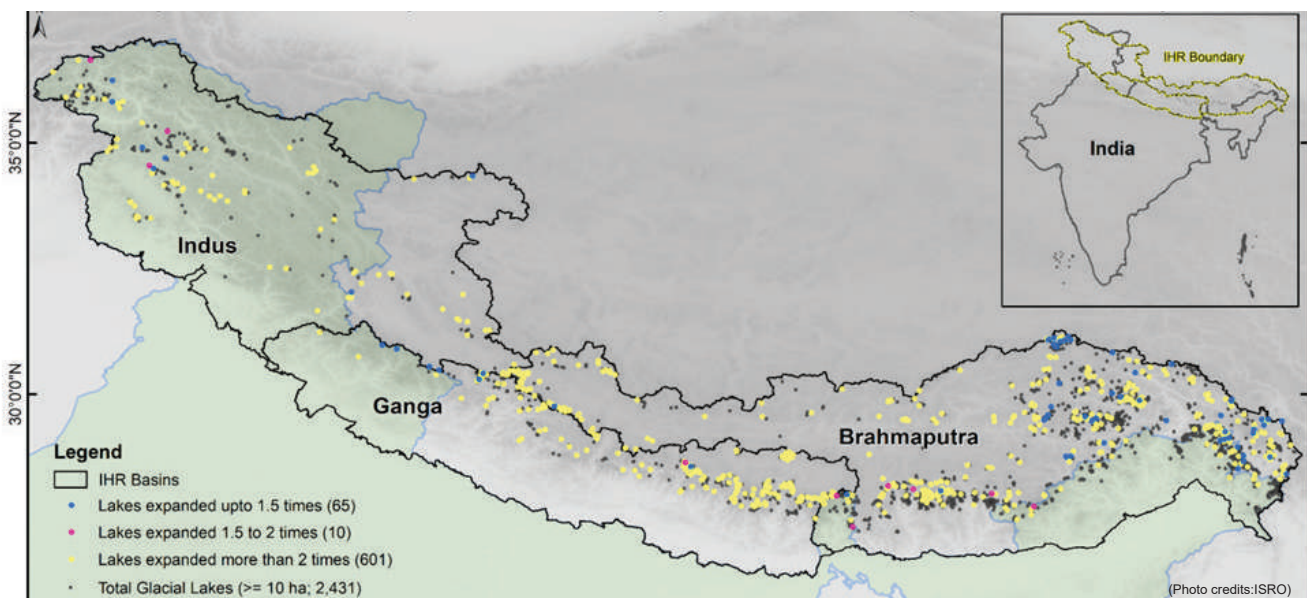 IHR Boundary
India
35°0'0"N
Indus
30°0'0"N
Ganga
Brahmaputra
Legend
IHR Basins
Lakes expanded upto 1.5 times (65)
Lakes expanded 1.5 to 2 times (10)
Lakes expanded more than 2 times (601)
Total Glacial Lakes (>= 10 ha; 2,431)
(Photo credits:ISRO)